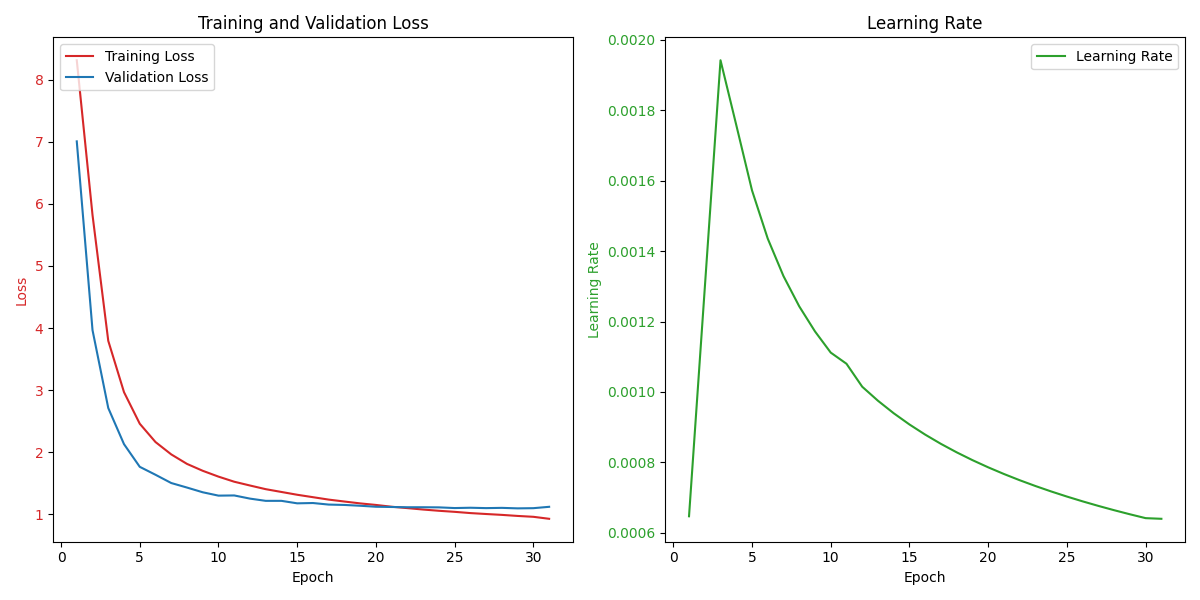 Training and Validation Loss
Training Loss
Validation Loss
8
7
6
5
4
3
2
1
Loss
0 5 10 15 20 25 30
Epoch
Learning Rate
Learning Rate
0.0020
0.0018
0.0016
0.0014
0.0012
0.0010
0.0008
0.0006
Learning Rate
0 5 10 15 20 25 30
Epoch